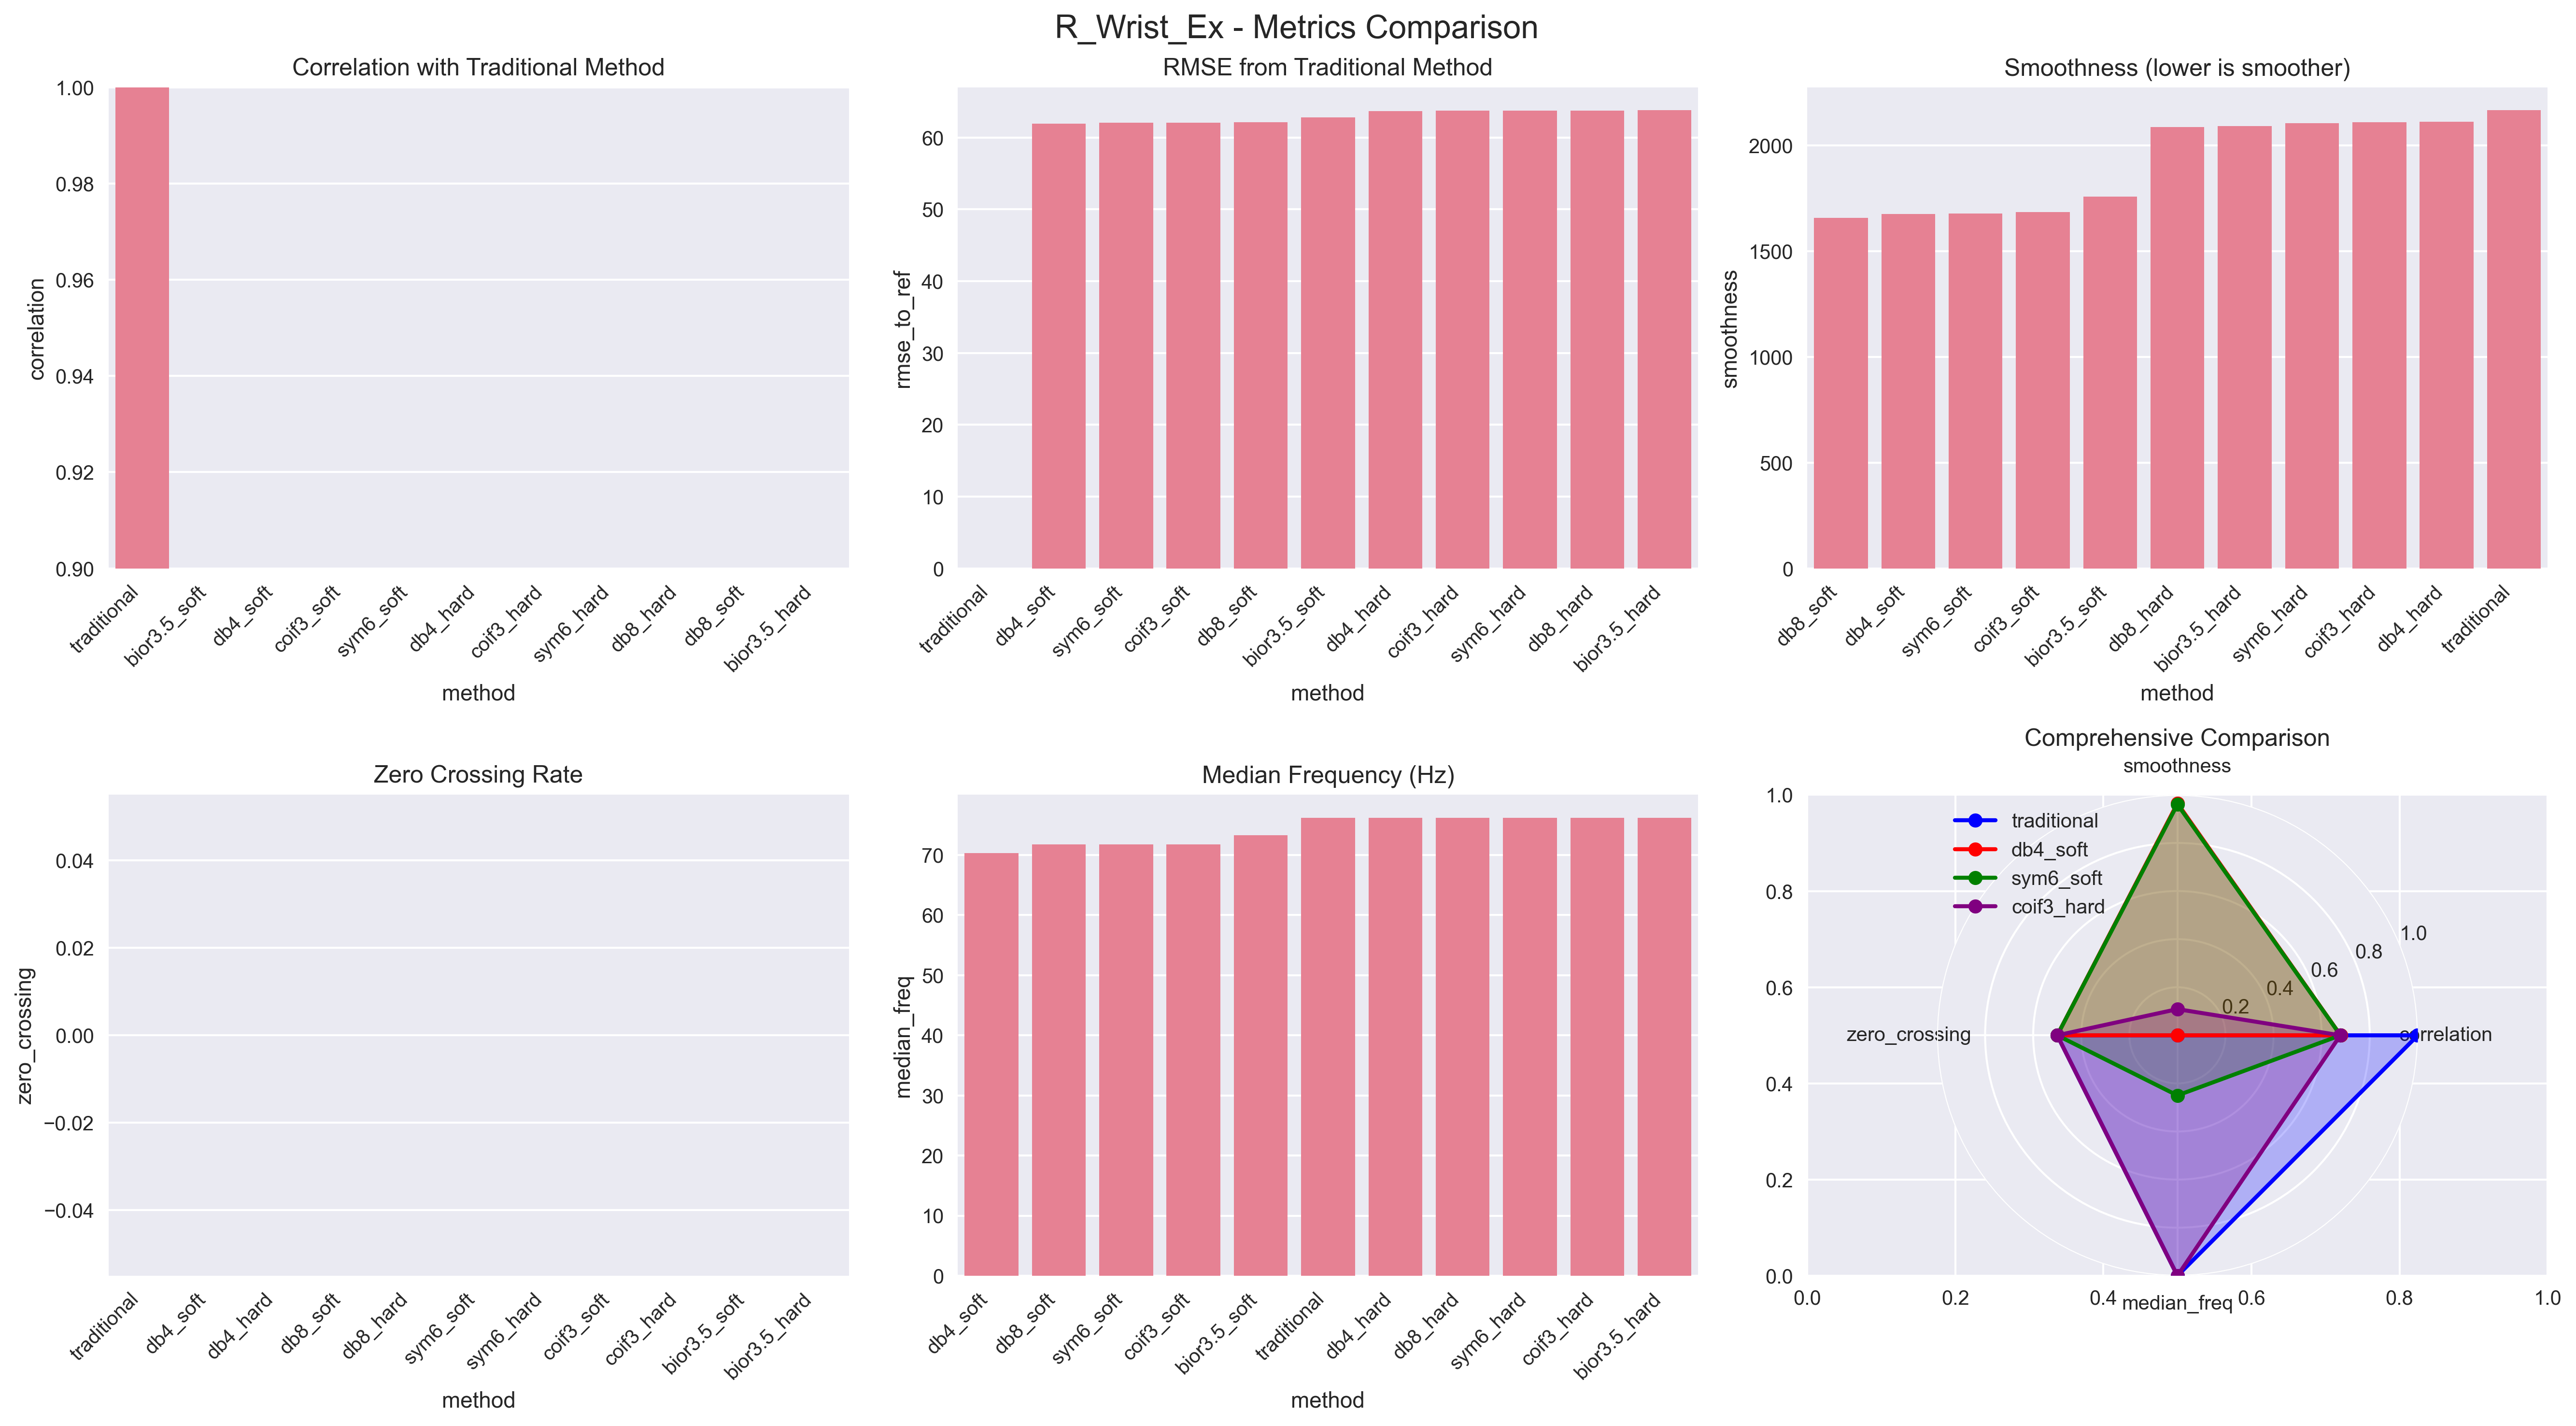 R_Wrist_Ex - Metrics Comparison
Correlation with Traditional Method
1.00
0.98
0.96
0.94
0.92
0.90
correlation
traditional
bior3.5_soft
db4_soft
coif3_soft
sym6_soft
db4_hard
coif3_hard
sym6_hard
db8_hard
db8_soft
bior3.5_hard
method
RMSE from Traditional Method
60
50
40
30
20
10
0
rmse_to_ref
traditional
db4_soft
sym6_soft
coif3_soft
db8_soft
bior3.5_soft
db4_hard
coif3_hard
sym6_hard
db8_hard
bior3.5_hard
method
Smoothness (lower is smoother)
2000
1500
1000
500
0
smoothness
db8_soft
db4_soft
sym6_soft
coif3_soft
bior3.5_soft
db8_hard
bior3.5_hard
sym6_hard
coif3_hard
db4_hard
traditional
method
Zero Crossing Rate
0.04
0.02
0.00
−0.02
−0.04
zero_crossing
traditional
db4_soft
db4_hard
db8_soft
db8_hard
sym6_soft
sym6_hard
coif3_soft
coif3_hard
bior3.5_soft
bior3.5_hard
method
Median Frequency (Hz)
70
60
50
40
30
20
10
0
median_freq
db4_soft
db8_soft
sym6_soft
coif3_soft
bior3.5_soft
traditional
db4_hard
db8_hard
sym6_hard
coif3_hard
bior3.5_hard
method
Comprehensive Comparison
smoothness
1.0
0.8
0.6
0.4
0.2
0.0
traditional
db4_soft
sym6_soft
coif3_hard
1.0
0.8
0.6
0.4
0.2
zero_crossing
correlation
0.0
0.2
0.4
median_freq
0.6
0.8
1.0